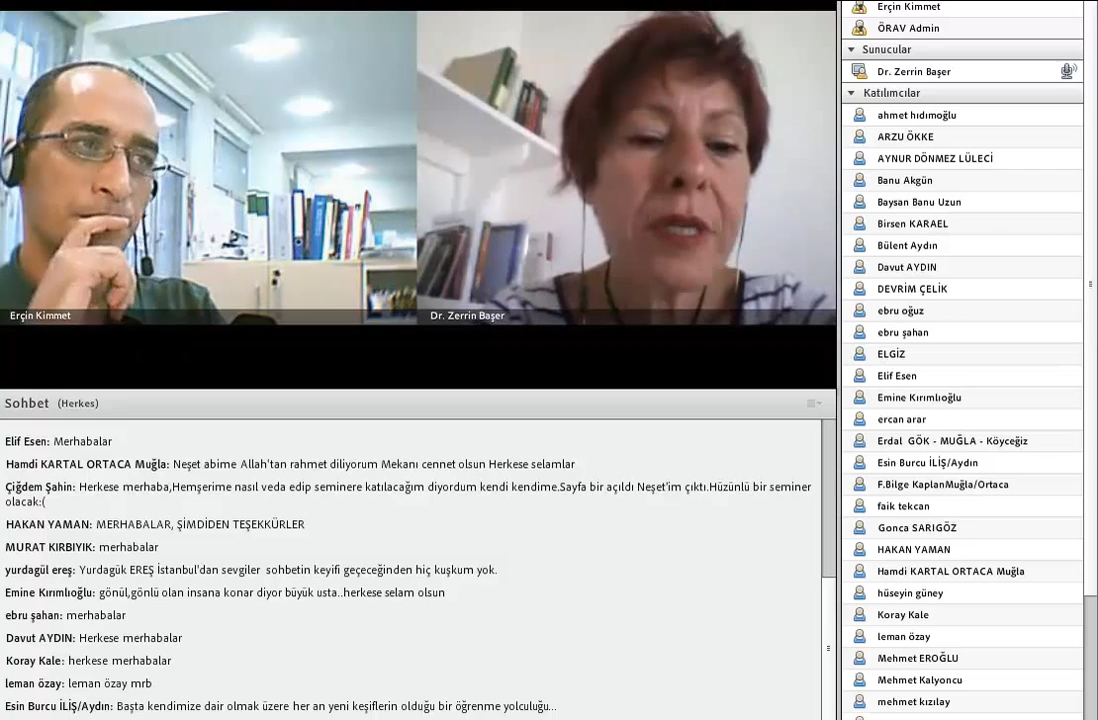 Erçin Kimmet
Dr. Zerrin Başer
Sohbet (Herkes)
Elif Esen: Merhabalar
Hamdi KARTAL ORTACA Muğla: Neşet abime Allah'tan rahmet diliyorum Mekanı cennet olsun Herkese selamlar
Çiğdem Şahin: Herkese merhaba,Hemşerime nasıl veda edip seminere katılacağım diyordum kendi kendime.Sayfa bir açıldı Neşet'im çıktı.Hüzünlü bir seminer
olacak:(
HAKAN YAMAN: MERHABALAR, ŞİMDİDEN TEŞEKKÜRLER
MURAT KIRBIYIK: merhabalar
yurdagül ereş: Yurdagük EREŞ İstanbul'dan sevgiler sohbetin keyifi geçeceğinden hiç kuşkum yok.
Emine Kırımlıoğlu: gönül,gönlü olan insana konar diyor büyük usta..herkese selam olsun
ebru şahan: merhabalar
Davut AYDIN: Herkese merhabalar
Koray Kale: herkese merhabalar
leman özay: leman özay mrb
Esin Burcu İLİŞ/Aydın: Başta kendimize dair olmak üzere her an yeni keşiflerin olduğu bir öğrenme yolculuğu...
Erçin Kimmet
ÖRAV Admin
Sunucular
Dr. Zerrin Başer
Katılımcılar
ahmet hıdımoğlu
ARZU ÖKKE
AYNUR DÖNMEZ LÜLECİ
Banu Akgün
Baysan Banu Uzun
Birsen KARAEL
Bülent Aydın
Davut AYDIN
DEVRİM ÇELİK
ebru oğuz
ebru şahan
ELGİZ
Elif Esen
Emine Kırımlıoğlu
ercan arar
Erdal GÖK - MUĞLA - Köyceğiz
Esin Burcu İLİŞ/Aydın
F.Bilge KaplanMuğla/Ortaca
faik tekcan
Gonca SARIGÖZ
HAKAN YAMAN
Hamdi KARTAL ORTACA Muğla
hüseyin güney
Koray Kale
leman özay
Mehmet EROĞLU
Mehmet Kalyoncu
mehmet kızılay